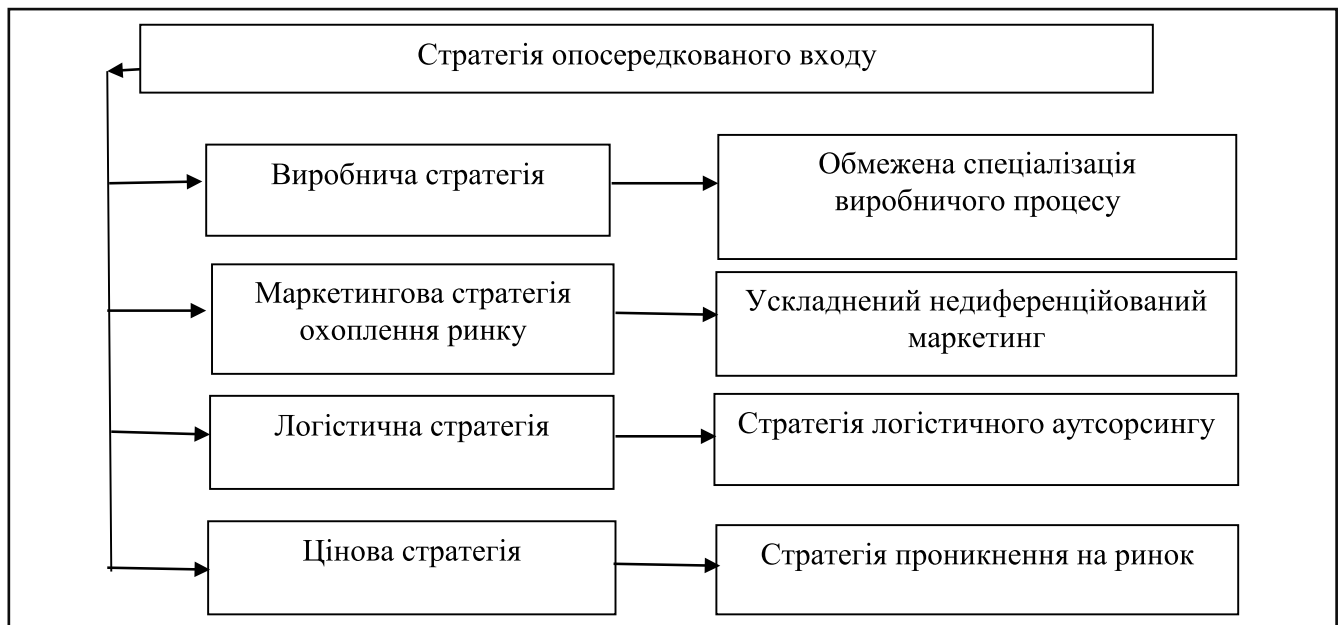 Стратегія опосередкованого входу
Виробнича стратегія
Обмежена спеціалізація
виробничого процесу
Маркетингова стратегія
охоплення ринку
Ускладнений недиференційований
маркетинг
Логістична стратегія
Стратегія логістичного аутсорсингу
Цінова стратегія
Стратегія проникнення на ринок